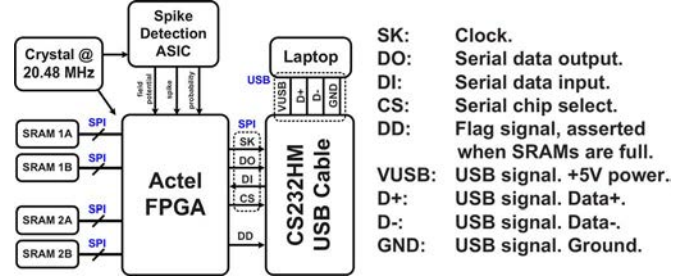 Spike
Detection
ASIC
Crystal @
20.48 MHz
Laptop
USB
VUSB
D+
D-
GND
field
potential
spike
probability
SPI
SRAM 1A
SPI
SRAM 1B
SPI
SRAM 2A
SPI
SRAM 2B
Actel
FPGA
SPI
SK
DO
DI
CS
DD
CS232HM
USB Cable
SK: Clock.
DO: Serial data output.
DI: Serial data input.
CS: Serial chip select.
DD: Flag signal, asserted
when SRAMs are full.
VUSB: USB signal. +5V power.
D+: USB signal. Data+.
D-: USB signal. Data-.
GND: USB signal. Ground.